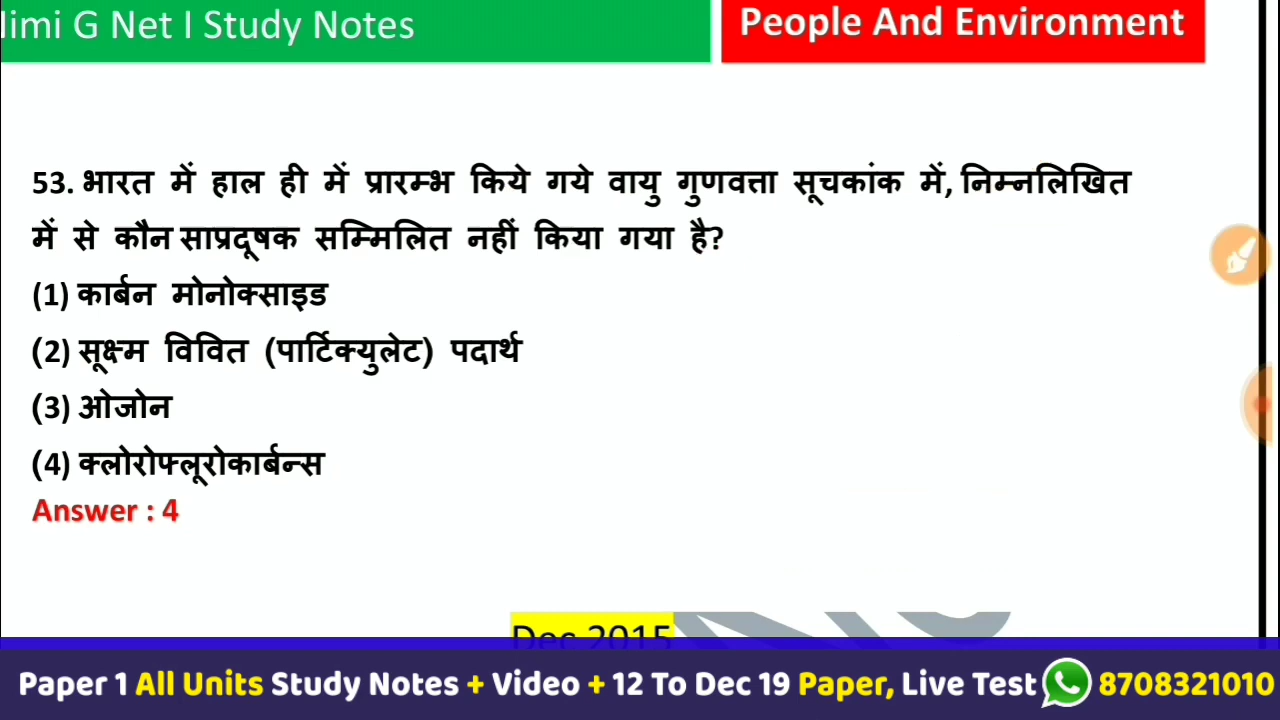 Nimi G Net I Study Notes
People And Environment
53. भारत में हाल ही में प्रारम्भ किये गये वायु गुणवत्ता सूचकांक में, निम्नलिखित
में से कौन साप्रदूषक सम्मिलित नहीं किया गया है?
(1) कार्बन मोनोक्साइड
(2) सूक्ष्म विवित (पार्टिक्युलेट) पदार्थ
(3) ओजोन
(4) क्लोरोफ्लूरोकार्बन्स
Answer : 4
Dec 2015
Paper 1 All Units Study Notes + Video + 12 To Dec 19 Paper, Live Test 8708321010